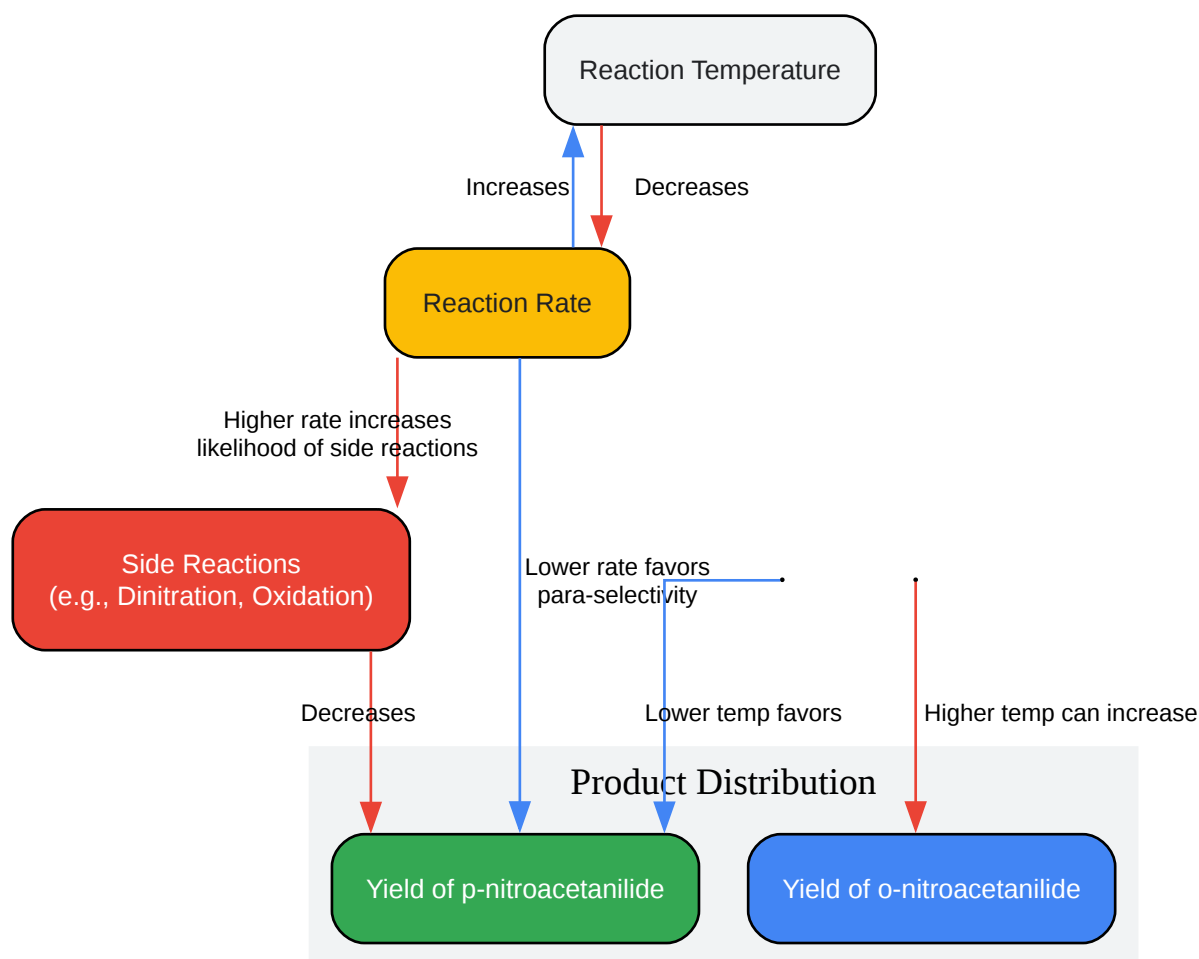 Reaction Temperature
Increases
Decreases
Reaction Rate
Higher rate increases
likelihood of side reactions
Side Reactions
(e.g., Dinitration, Oxidation)
Lower rate favors
para-selectivity
Decreases
Lower temp favors
Higher temp can increase
Product Distribution
Yield of p-nitroacetanilide
Yield of o-nitroacetanilide